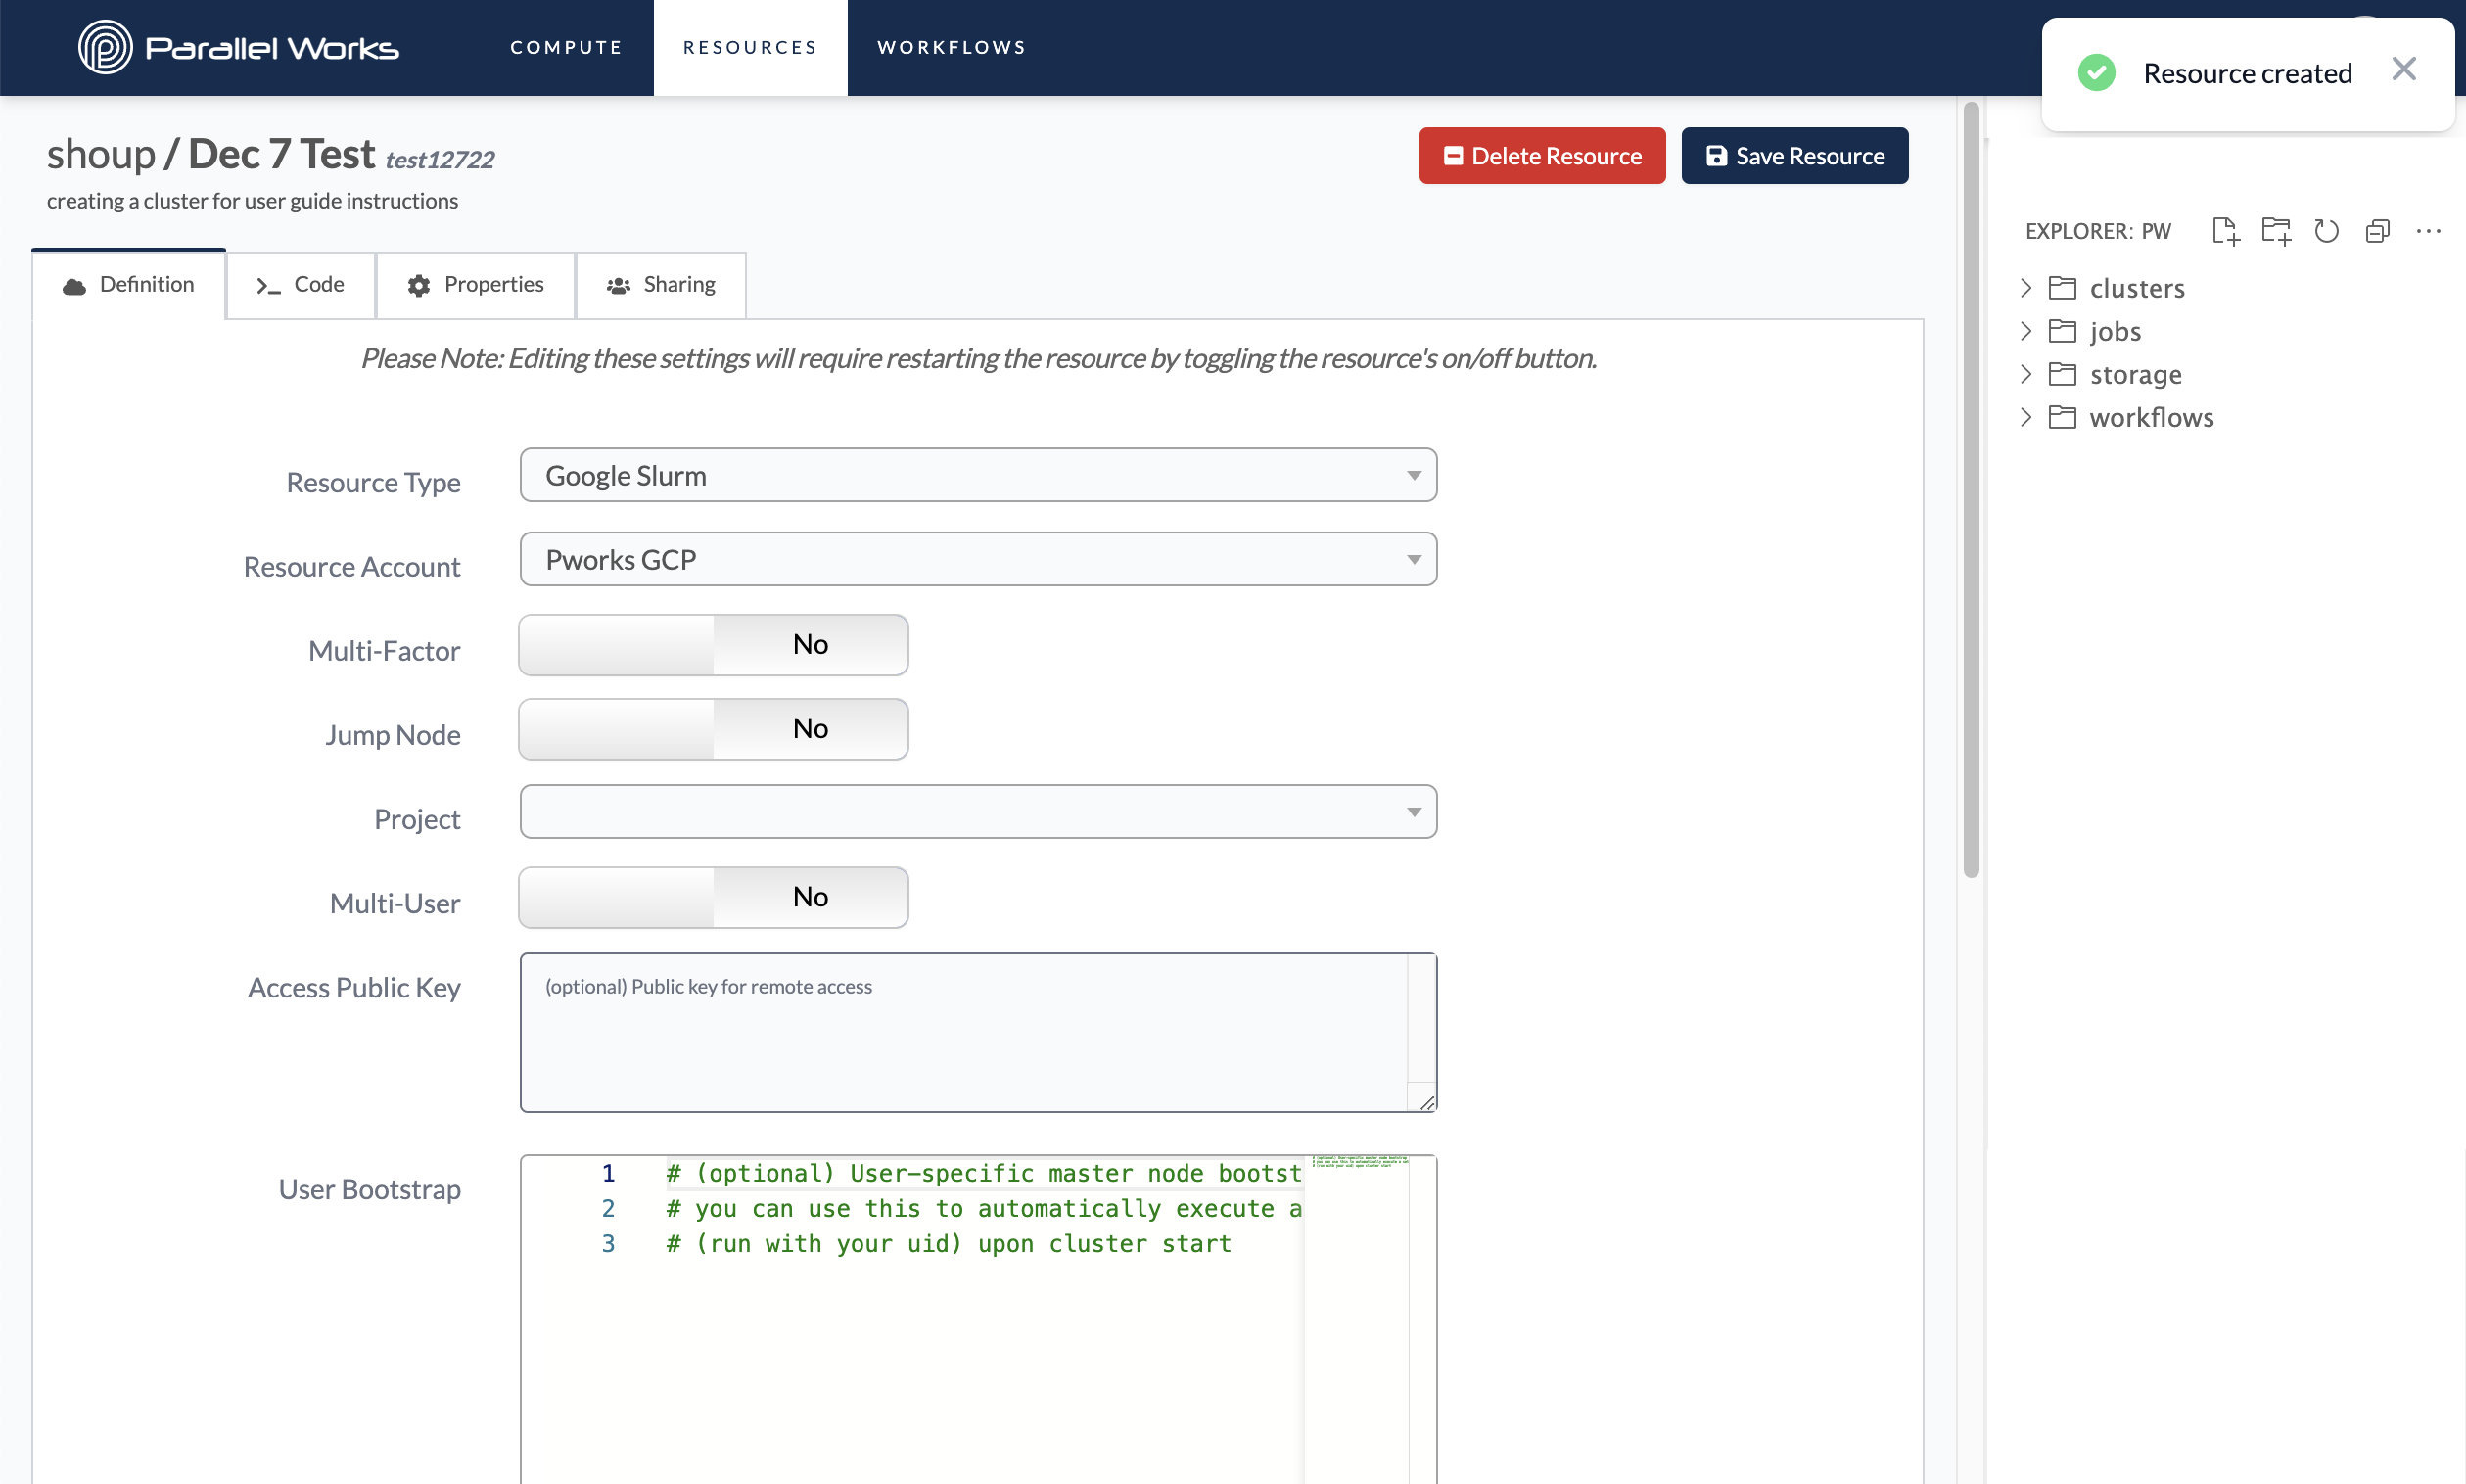 Parallel Works
COMPUTE
RESOURCES
WORKFLOWS
Resource created
shoup / Dec 7 Test test12722
creating a cluster for user guide instructions
Delete Resource
Save Resource
Definition
Code
Properties
Sharing
Please Note: Editing these settings will require restarting the resource by toggling the resource's on/off button.
Resource Type
Google Slurm
Resource Account
Pworks GCP
Multi-Factor
No
Jump Node
No
Project
Multi-User
No
Access Public Key
(optional) Public key for remote access
User Bootstrap
1 # (optional) User-specific master node bootst
2 # you can use this to automatically execute a
3 # (run with your uid) upon cluster start
EXPLORER: PW
clusters
jobs
storage
workflows